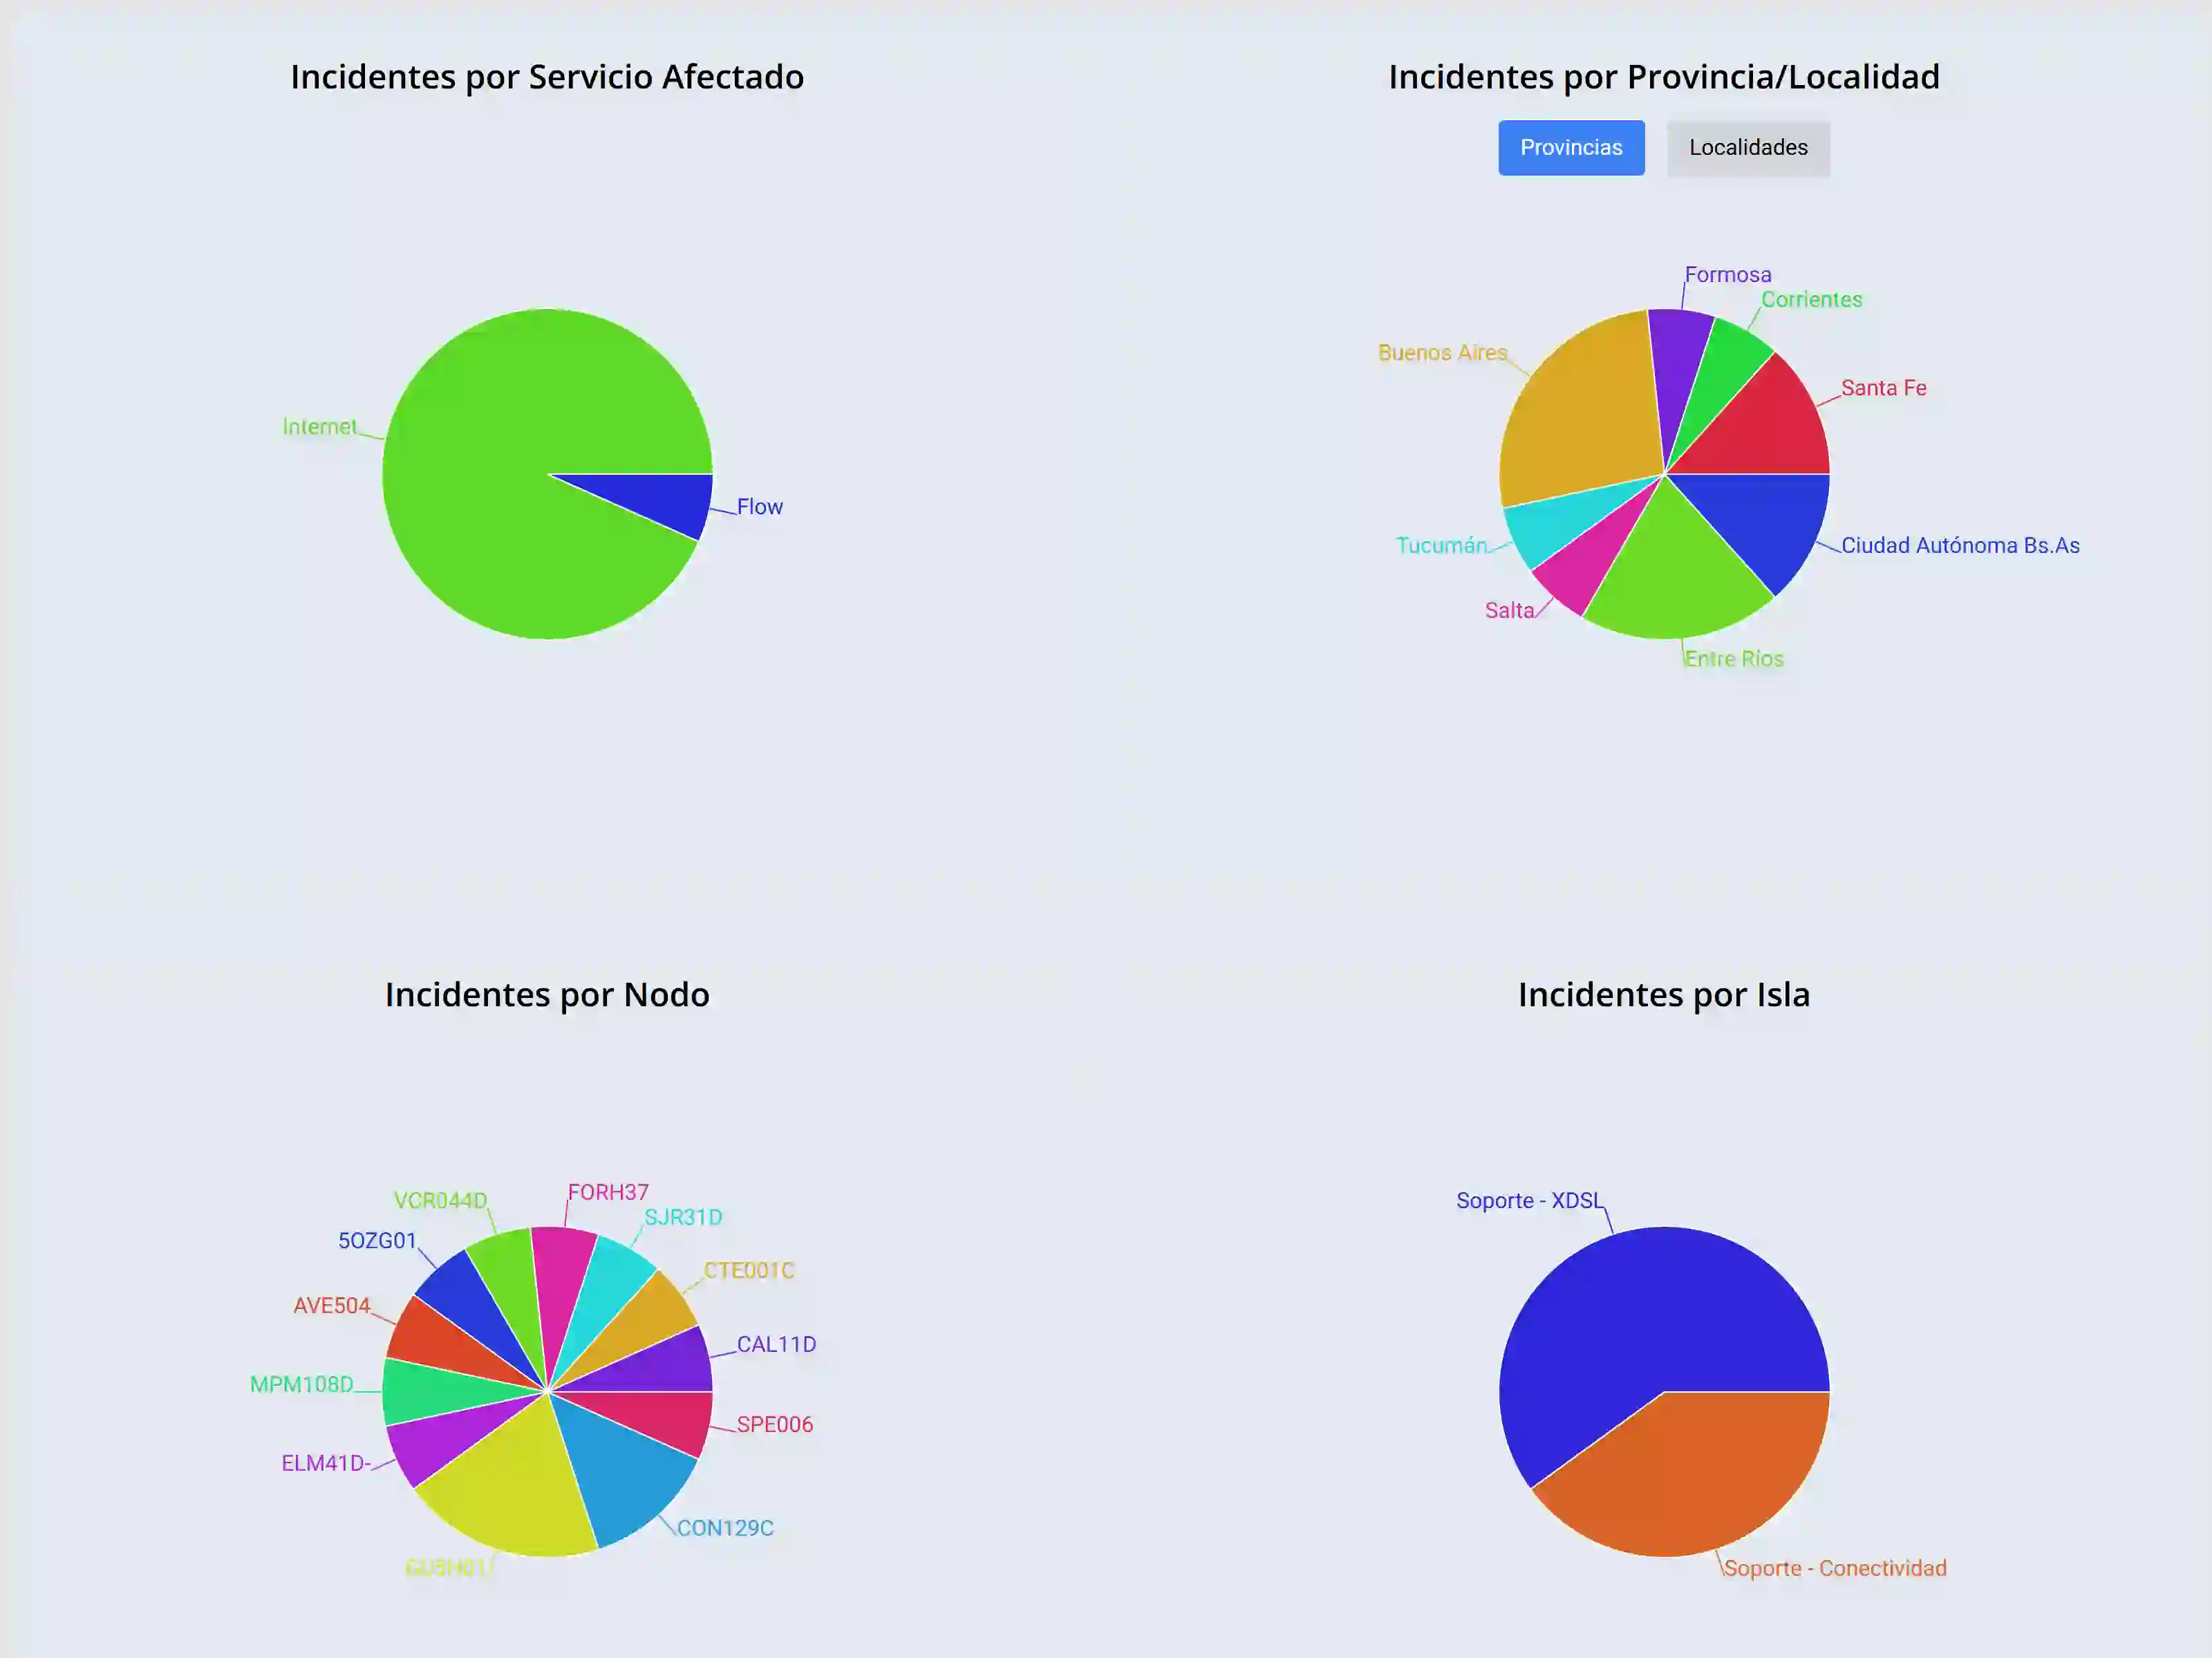 Incidentes por Servicio Afectado
Internet
Flow
Incidentes por Provincia/Localidad
Provincias
Localidades
Formosa
Corrientes
Buenos Aires
Santa Fe
Tucumán
Ciudad Autónoma Bs.As
Salta
Entre Ríos
Incidentes por Nodo
FORH37
VCR044D
SJR31D
5OZG01
CTE001C
AVE504
CAL11D
MPM108D
SPE006
ELM41D-
CON129C
Incidentes por Isla
Soporte - XDSL
Soporte - Conectividad